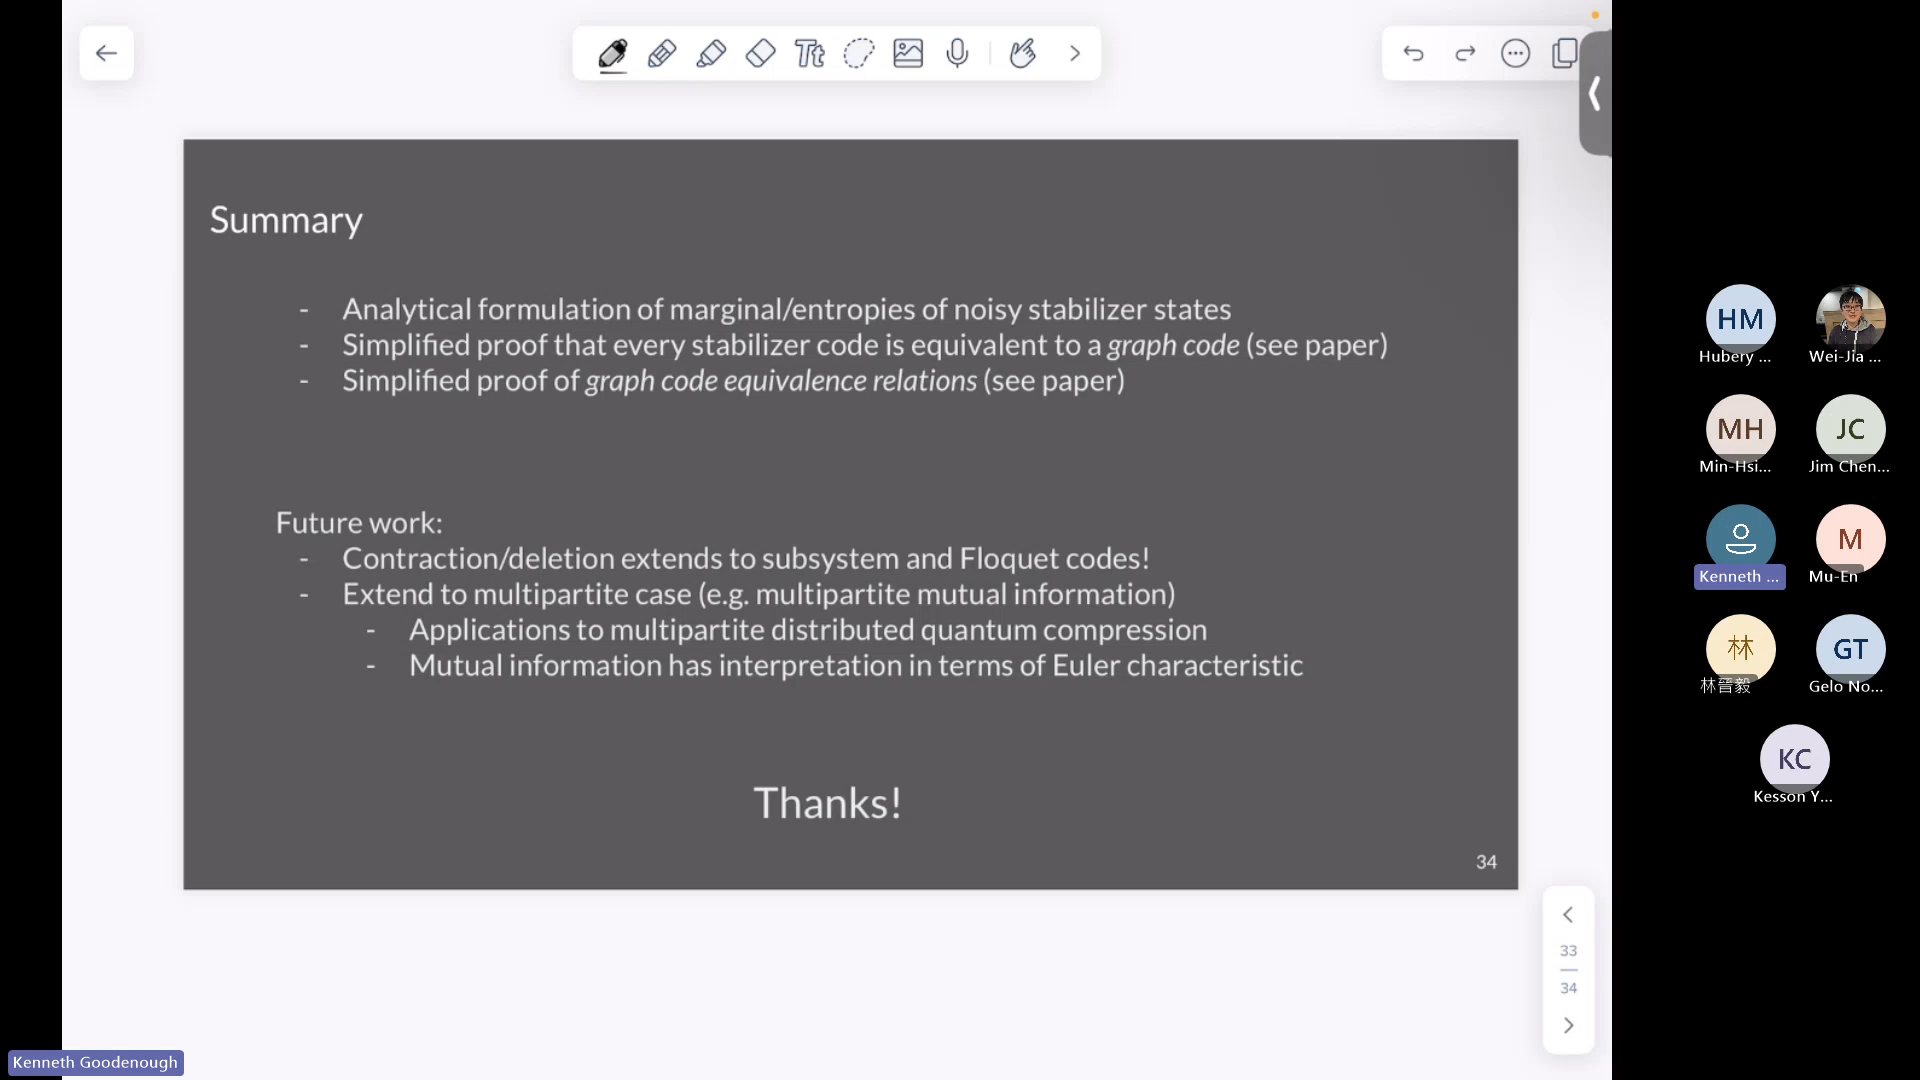 Tt
Summary
- Analytical formulation of marginal/entropies of noisy stabilizer states
- Simplified proof that every stabilizer code is equivalent to a graph code (see paper)
- Simplified proof of graph code equivalence relations (see paper)
Future work:
- Contraction/deletion extends to subsystem and Floquet codes!
- Extend to multipartite case (e.g. multipartite mutual information)
- Applications to multipartite distributed quantum compression
- Mutual information has interpretation in terms of Euler characteristic
Thanks!
34
33
34
HM
Hubery ...
Wei-Jia ...
MH
Min-Hsi...
JC
Jim Chen...
Kenneth ...
M
Mu-En
林
林晉毅
GT
Gelo No...
KC
Kesson Y...
Kenneth Goodenough